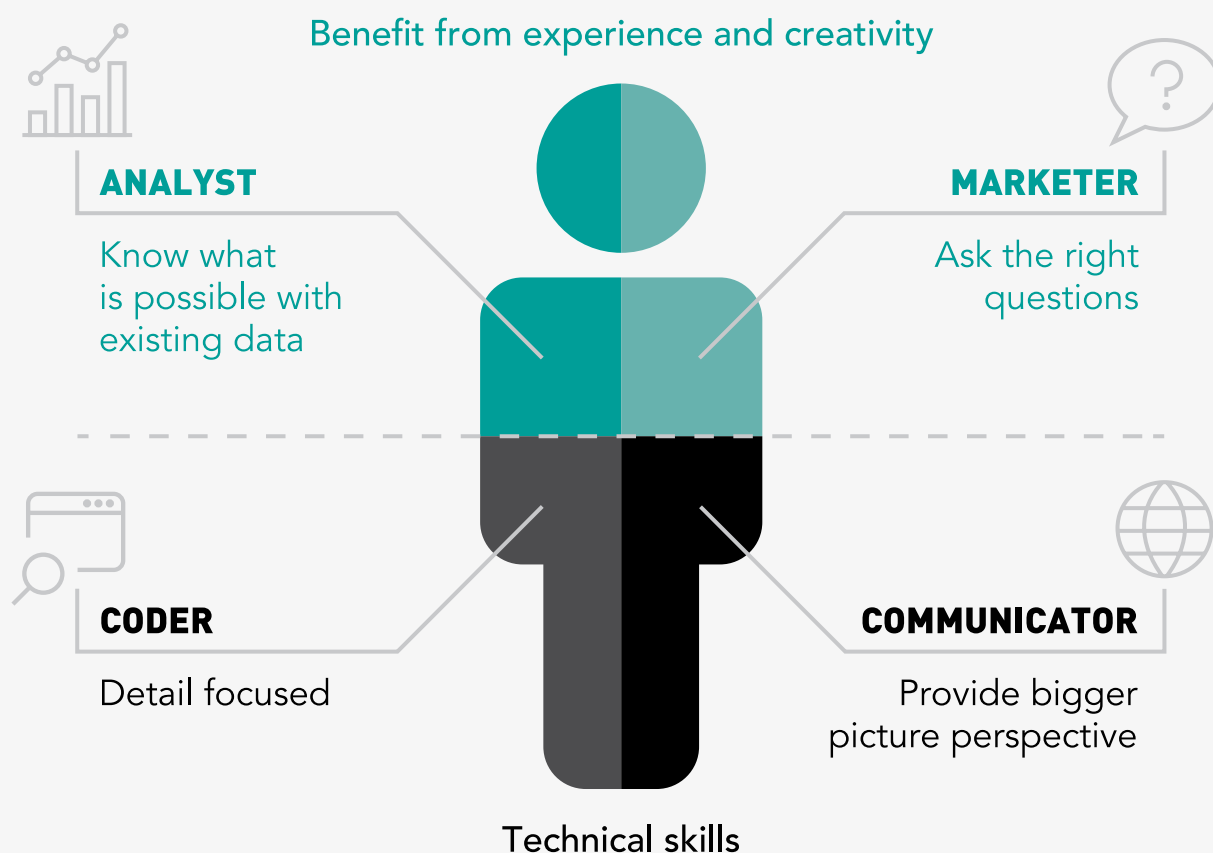 Benefit from experience and creativity
ANALYST
Know what
is possible with
existing data
MARKETER
Ask the right
questions
CODER
Detail focused
COMMUNICATOR
Provide bigger
picture perspective
Technical skills